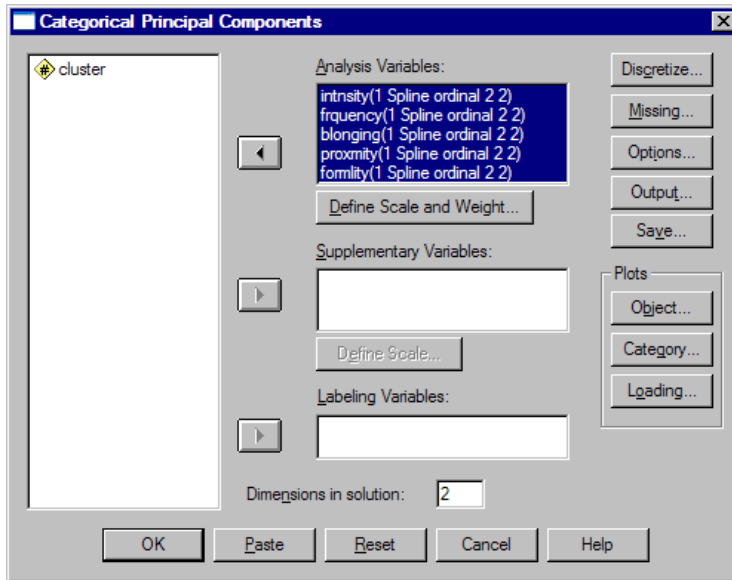 Categorical Principal Components
cluster
Analysis Variables:
intnsity(1 Spline ordinal 2 2)
frquency(1 Spline ordinal 2 2)
blonging(1 Spline ordinal 2 2)
proxmity(1 Spline ordinal 2 2)
formlity(1 Spline ordinal 2 2)
Define Scale and Weight...
Supplementary Variables:
Define Scale...
Labeling Variables:
Dimensions in solution: 2
Discretize...
Missing...
Options...
Output...
Save...
Plots
Object...
Category...
Loading...
OK Paste Reset Cancel Help